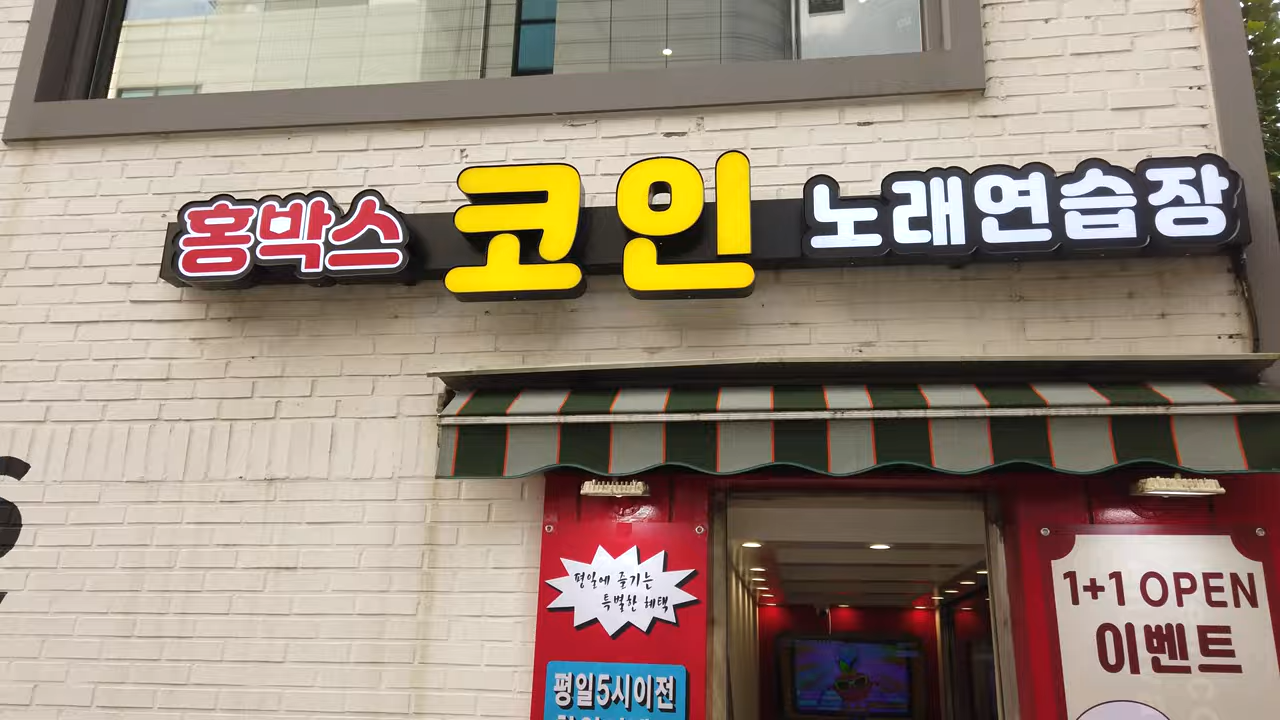 홍박스 코인 노래연습장
평일에 즐기는
특별한 혜택
평일5시이전
1+1 OPEN
이벤트